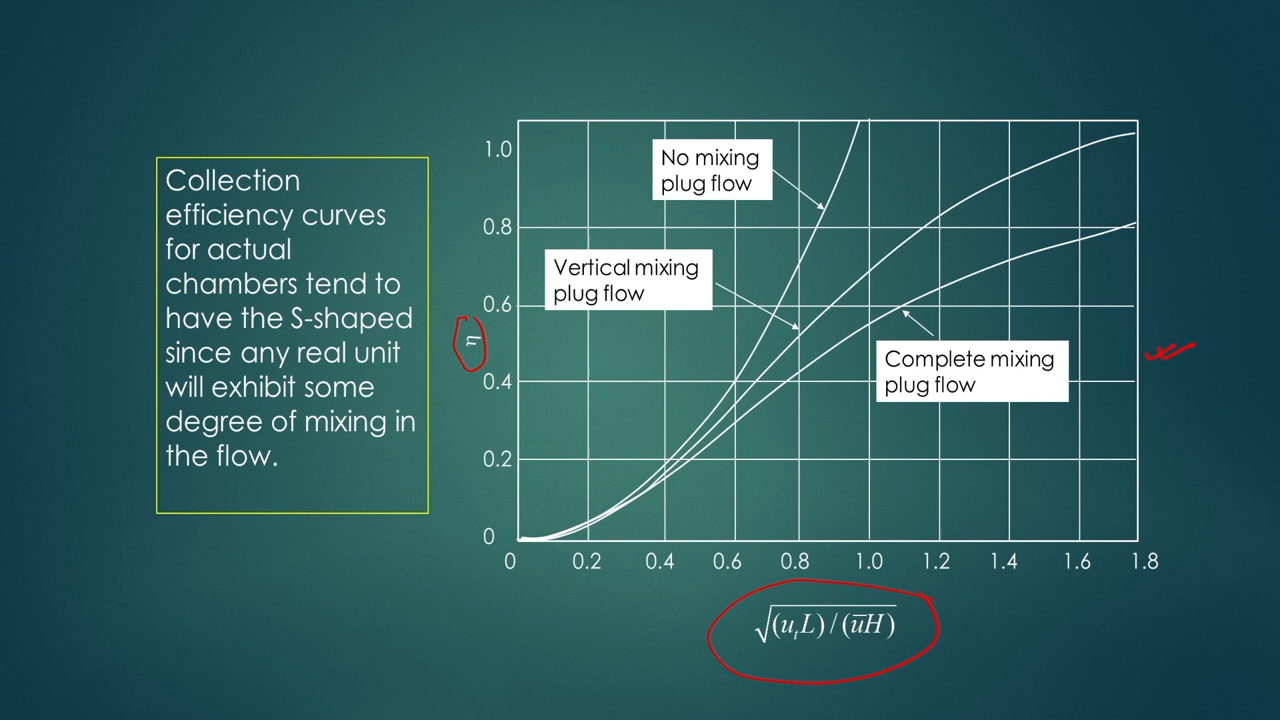 Collection
efficiency curves
for actual
chambers tend to
have the S-shaped
since any real unit
will exhibit some
degree of mixing in
the flow.
No mixing
plug flow
Vertical mixing
plug flow
Complete mixing
plug flow
1.0
0.8
0.6
η
0.4
0.2
0
0 0.2 0.4 0.6 0.8 1.0 1.2 1.4 1.6 1.8
√(uₜL) / (u̅H)